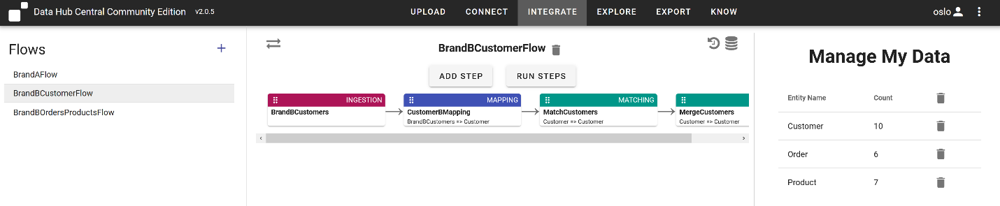 Data Hub Central Community Edition v2.0.5 UPLOAD CONNECT INTEGRATE EXPLORE EXPORT KNOW oslo
Flows
BrandAFlow
BrandBCustomerFlow
BrandBOrdersProductsFlow
BrandBCustomerFlow
ADD STEP RUN STEPS
INGESTION
BrandBCustomers
MAPPING
CustomerBMapping
BrandBCustomers => Customer
MATCHING
MatchCustomers
Customer => Customer
MergeCustomers
Customer => Customer
Manage My Data
Entity Name Count
Customer 10
Order 6
Product 7